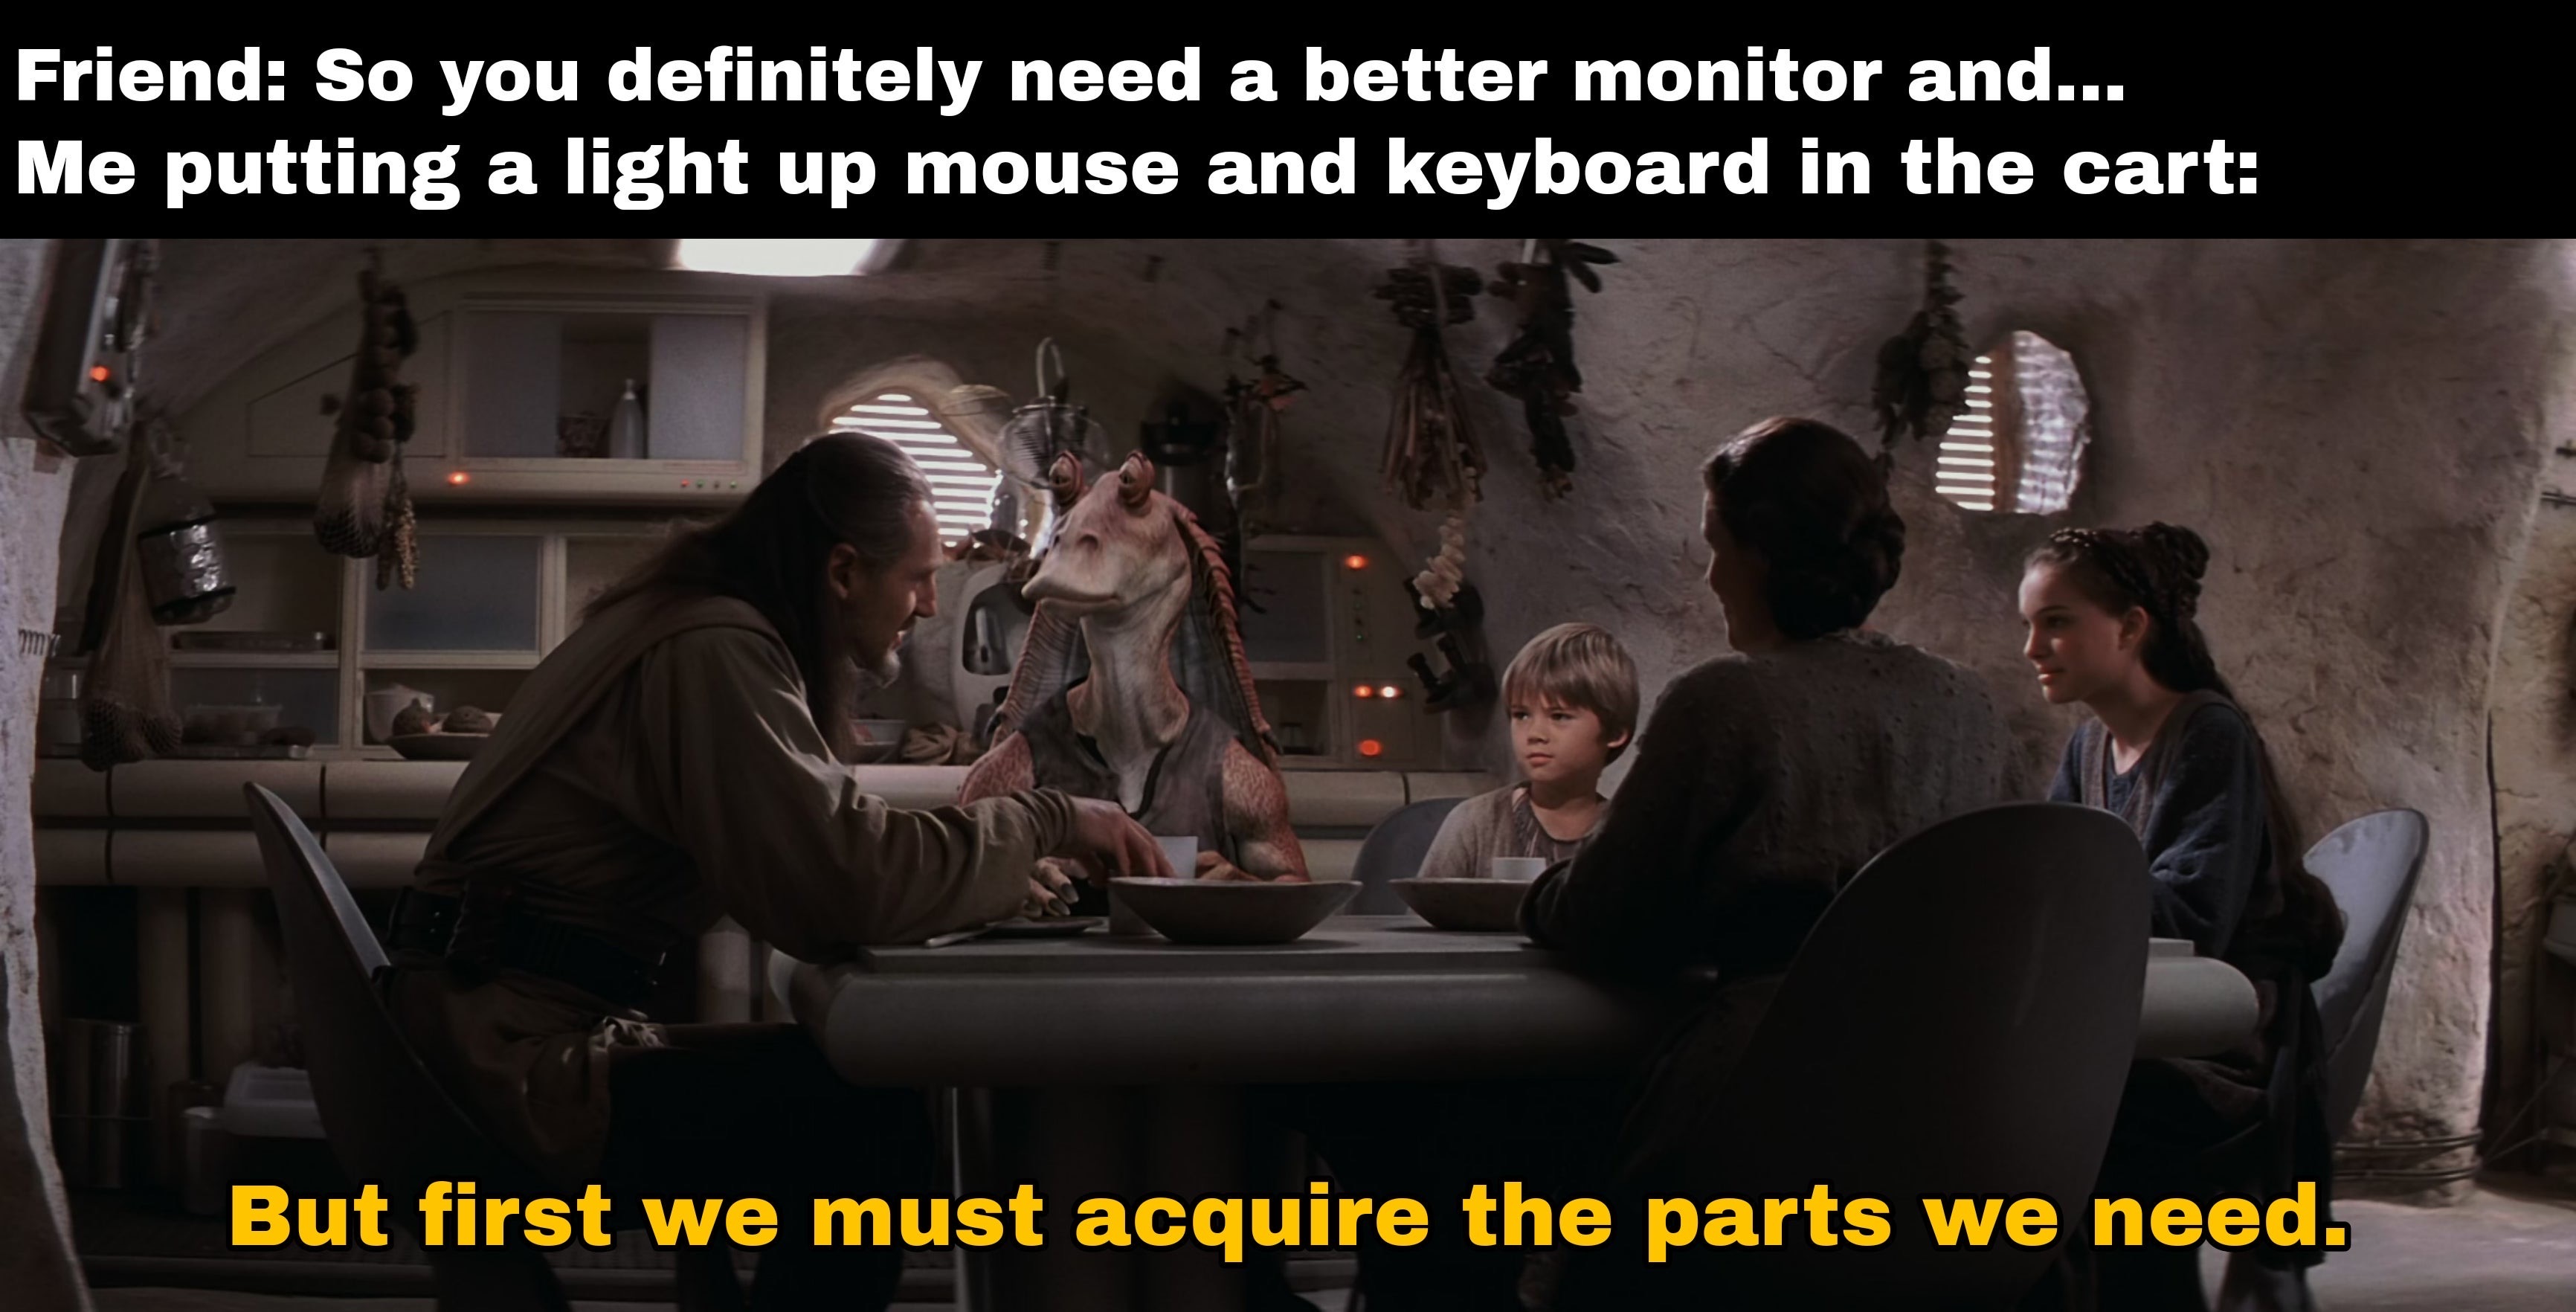 Friend: So you definitely need a better monitor and...
Me putting a light up mouse and keyboard in the cart:
But first we must acquire the parts we need.